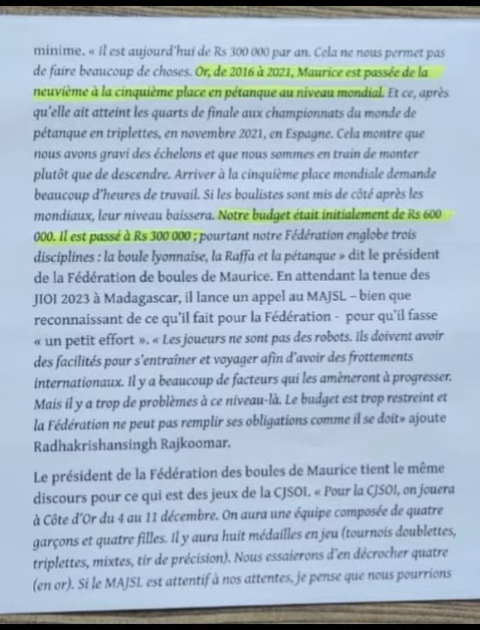 minime. « Il est aujourd'hui de Rs 300 000 par an. Cela ne nous permet pas
de faire beaucoup de choses. Or, de 2016 à 2021, Maurice est passée de la
neuvième à la cinquième place en pétanque au niveau mondial. Et ce, après
qu'elle ait atteint les quarts de finale aux championnats du monde de
pétanque en triplettes, en novembre 2021, en Espagne. Cela montre que
nous avons gravi des échelons et que nous sommes en train de monter
plutôt que de descendre. Arriver à la cinquième place mondiale demande
beaucoup d'heures de travail. Si les boulistes sont mis de côté après les
mondiaux, leur niveau baissera. Notre budget était initialement de Rs 600
000. Il est passé à Rs 300 000 ; pourtant notre Fédération englobe trois
disciplines : la boule lyonnaise, la Raffa et la pétanque » dit le président
de la Fédération de boules de Maurice. En attendant la tenue des
JIOI 2023 à Madagascar, il lance un appel au MAJSL – bien que
reconnaissant de ce qu'il fait pour la Fédération - pour qu'il fasse
« un petit effort ». « Les joueurs ne sont pas des robots. Ils doivent avoir
des facilités pour s'entraîner et voyager afin d'avoir des frottements
internationaux. Il y a beaucoup de facteurs qui les amèneront à progresser.
Mais il y a trop de problèmes à ce niveau-là. Le budget est trop restreint et
la Fédération ne peut pas remplir ses obligations comme il se doit» ajoute
Radhakrishansingh Rajkoomar.
Le président de la Fédération des boules de Maurice tient le même
discours pour ce qui est des jeux de la CJSOI. « Pour la CJSOI, on jouera
à Côte d'Or du 4 au 11 décembre. On aura une équipe composée de quatre
garçons et quatre filles. Il y aura huit médailles en jeu (tournois doublettes,
triplettes, mixtes, tir de précision). Nous essaierons d'en décrocher quatre
(en or). Si le MAJSL est attentif à nos attentes, je pense que nous pourrions